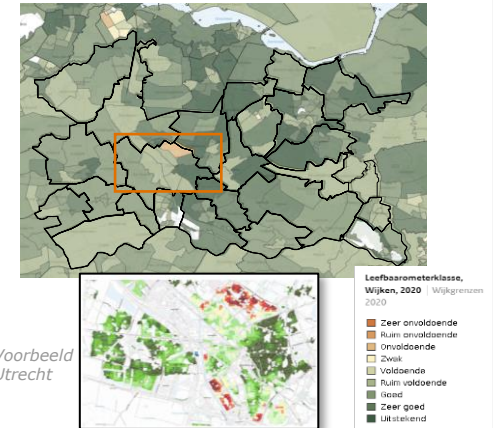 Leefbaarometerklasse,
Wijken, 2020 | Wijkgrenzen
2020
Zeer onvoldoende
Ruim onvoldoende
Onvoldoende
Zwak
Voldoende
Ruim voldoende
Goed
Zeer goed
Uitstekend
Voorbeeld
Utrecht